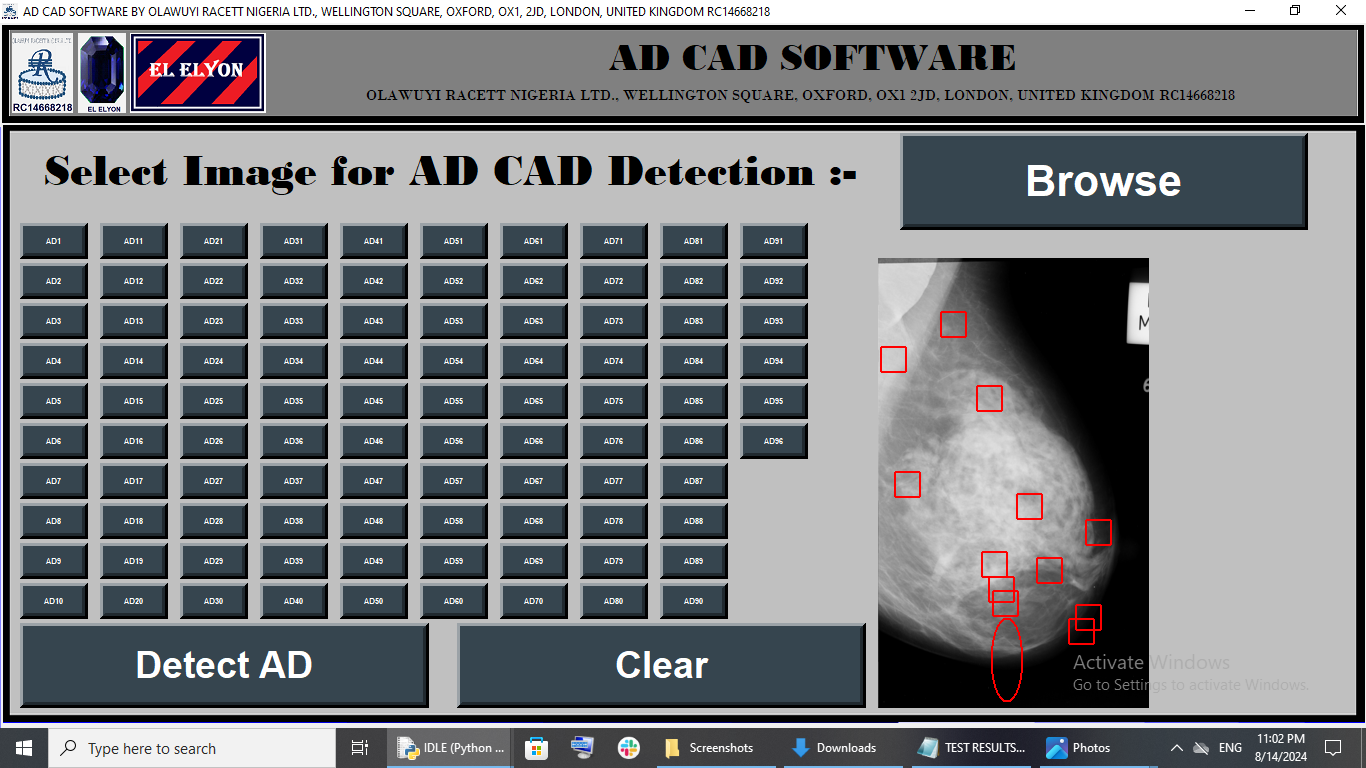 AD CAD SOFTWARE BY OLAWUYI RACETT NIGERIA LTD., WELLINGTON SQUARE, OXFORD, OX1, 2JD, LONDON, UNITED KINGDOM RC14668218
RC14668218
EL ELYON
EL ELYON
AD CAD SOFTWARE
OLAWUYI RACETT NIGERIA LTD., WELLINGTON SQUARE. OXFORD, OX1 2JD, LONDON, UNITED KINGDOM RC14668218
Select Image for AD CAD Detection :-
Browse
AD1 AD11 AD21 AD31 AD41 AD51 AD61 AD71 AD81 AD91
AD2 AD12 AD22 AD32 AD42 AD52 AD62 AD72 AD82 AD92
AD3 AD13 AD23 AD33 AD43 AD53 AD63 AD73 AD83 AD93
AD4 AD14 AD24 AD34 AD44 AD54 AD64 AD74 AD84 AD94
AD5 AD15 AD25 AD35 AD45 AD55 AD65 AD75 AD85 AD95
AD6 AD16 AD26 AD36 AD46 AD56 AD66 AD76 AD86 AD96
AD7 AD17 AD27 AD37 AD47 AD57 AD67 AD77 AD87
AD8 AD18 AD28 AD38 AD48 AD58 AD68 AD78 AD88
AD9 AD19 AD29 AD39 AD49 AD59 AD69 AD79 AD89
AD10 AD20 AD30 AD40 AD50 AD60 AD70 AD80 AD90
Detect AD
Clear
Activate Windows
Go to Settings to activate Windows.
Type here to search
IDLE (Python ...
Screenshots
Downloads
TEST RESULTS...
Photos
ENG
11:02 PM
8/14/2024